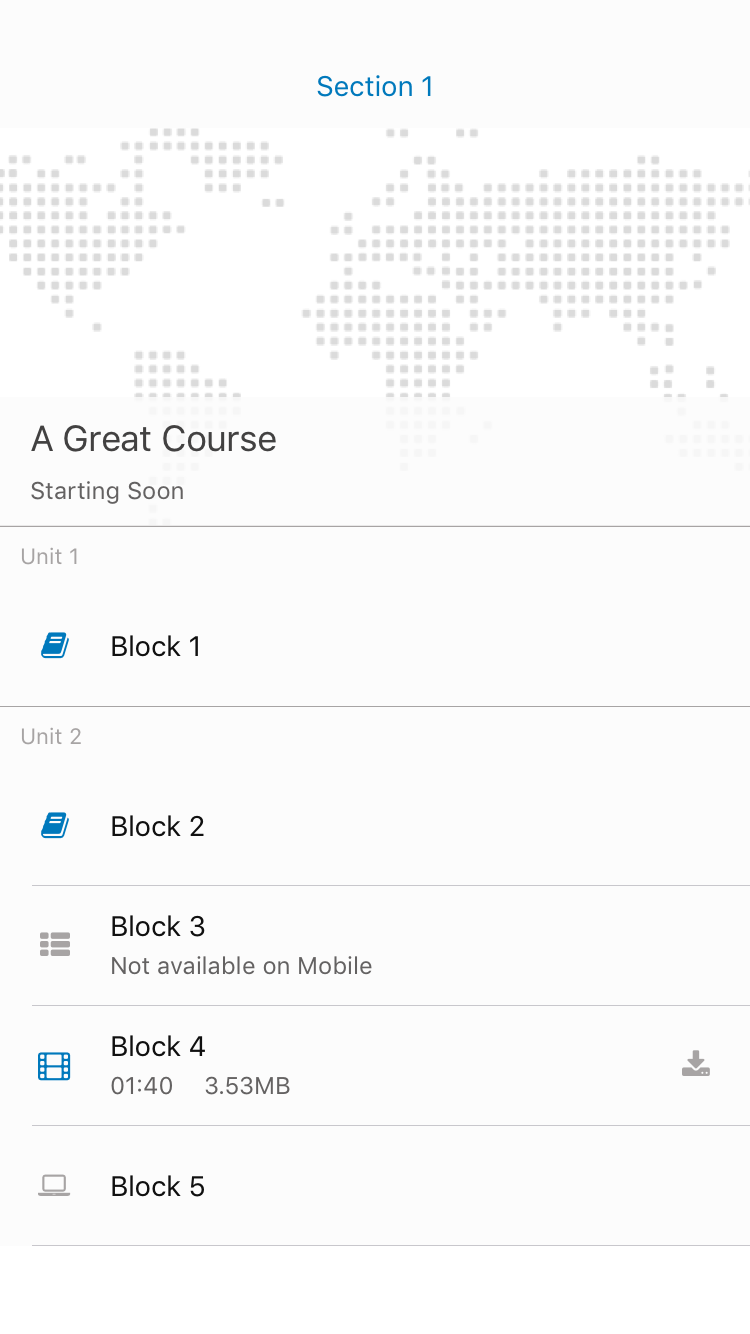 Section 1
A Great Course
Starting Soon
Unit 1
Block 1
Unit 2
Block 2
Block 3
Not available on Mobile
Block 4
01:40 3.53MB
Block 5